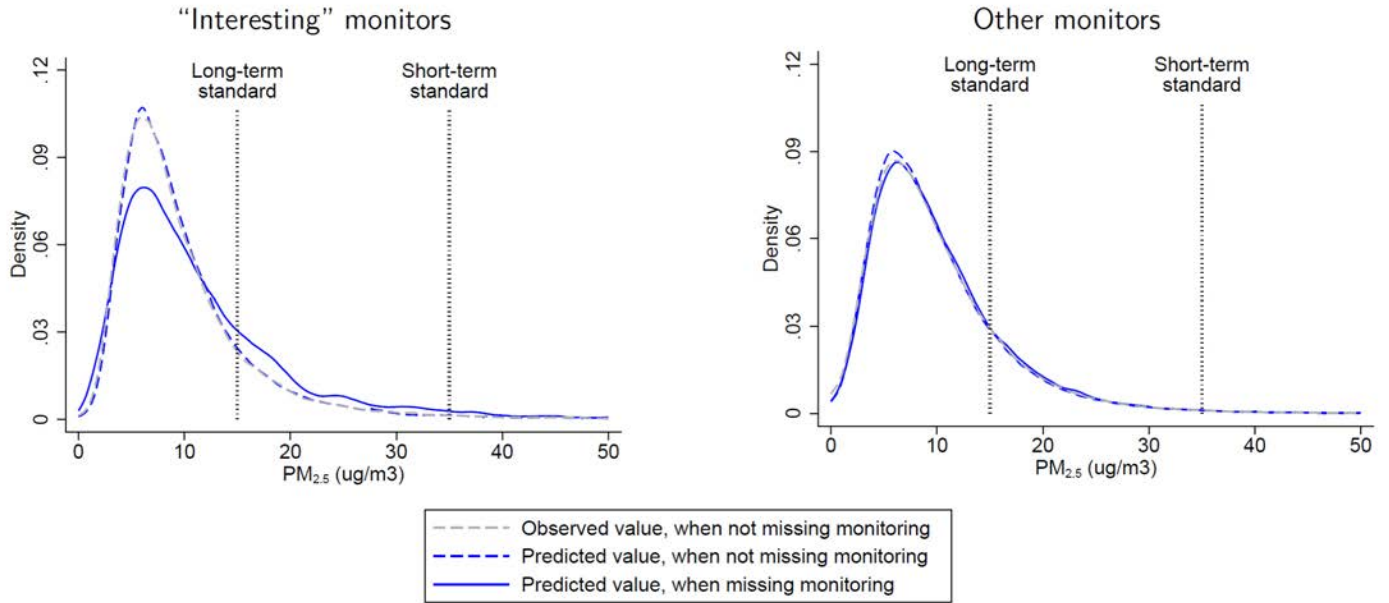 “Interesting” monitors
Long-term
standard
Short-term
standard
Density
0
.03
.06
.09
.12
0
10
20
30
40
50
PM2.5 (ug/m3)
Other monitors
Long-term
standard
Short-term
standard
Density
0
.03
.06
.09
.12
0
10
20
30
40
50
PM2.5 (ug/m3)
Observed value, when not missing monitoring
Predicted value, when not missing monitoring
Predicted value, when missing monitoring